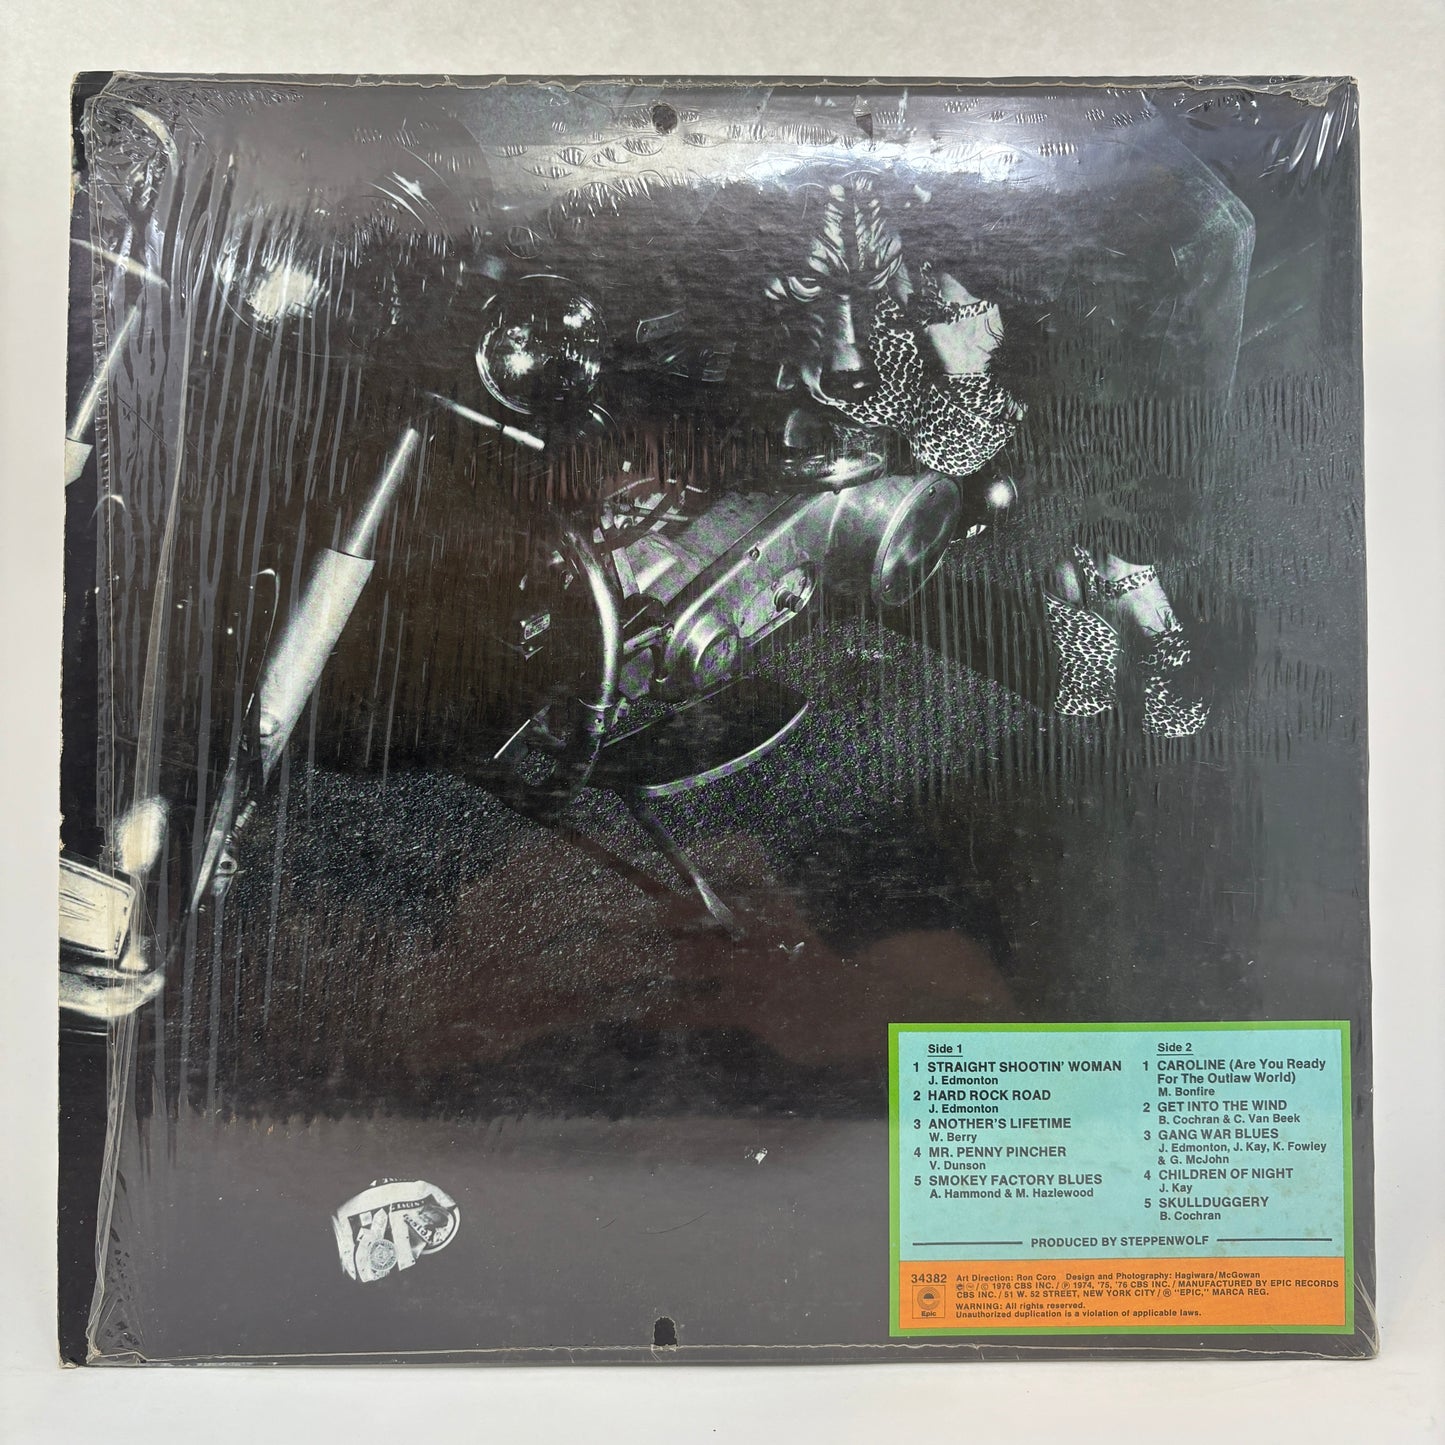 Side 1
1 STRAIGHT SHOOTIN' WOMAN
J. Edmonton
2 HARD ROCK ROAD
J. Edmonton
3 ANOTHER'S LIFETIME
W. Berry
4 MR. PENNY PINCHER
V. Dunson
5 SMOKEY FACTORY BLUES
A. Hammond & M. Hazlewood
Side 2
1 CAROLINE (Are You Ready
For The Outlaw World)
M. Bonfire
2 GET INTO THE WIND
B. Cochran & C. Van Beek
3 GANG WAR BLUES
J. Edmonton, J. Kay, K. Fowley
& G. McJohn
4 CHILDREN OF NIGHT
J. Kay
5 SKULLDUGGERY
B. Cochran
PRODUCED BY STEPPENWOLF
34382
Epic
Art Direction: Ron Coro Design and Photography: Hagiwara/McGowan
© 1976 CBS INC. / ℗ 1974, '75, '76 CBS INC. / MANUFACTURED BY EPIC RECORDS
CBS INC. / 51 W. 52 STREET, NEW YORK CITY / ® "EPIC," MARCA REG.
WARNING: All rights reserved.
Unauthorized duplication is a violation of applicable laws.